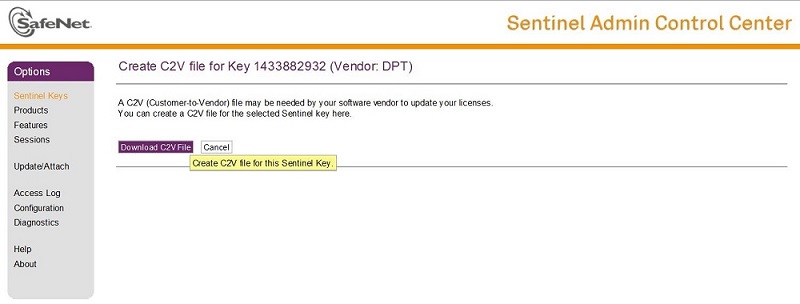 SafeNet.
Sentinel Admin Control Center
Options
Sentinel Keys
Products
Features
Sessions
Update/Attach
Access Log
Configuration
Diagnostics
Help
About
Create C2V file for Key 1433882932 (Vendor: DPT)
A C2V (Customer-to-Vendor) file may be needed by your software vendor to update your licenses.
You can create a C2V file for the selected Sentinel key here.
Download C2V File
Cancel
Create C2V file for this Sentinel Key.